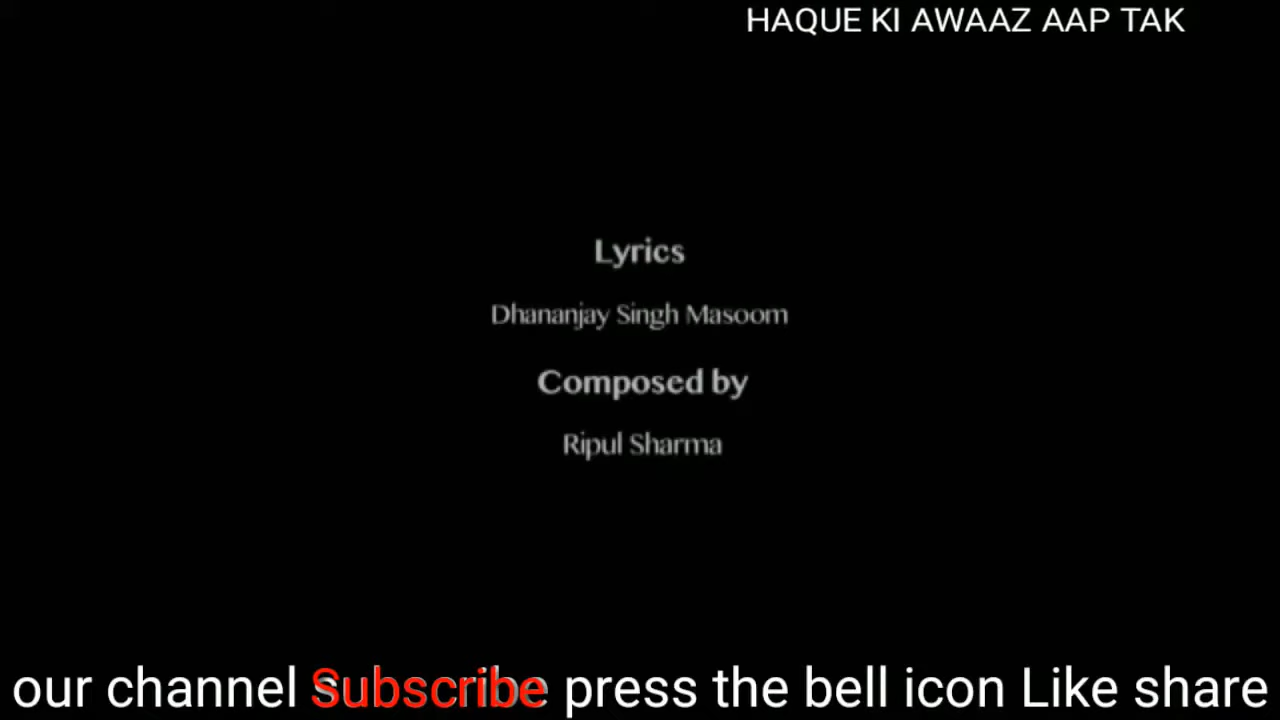 HAQUE KI AWAAZ AAP TAK
Lyrics
Dhananjay Singh Masoom
Composed by
Ripul Sharma
our channel Subscribe press the bell icon Like share